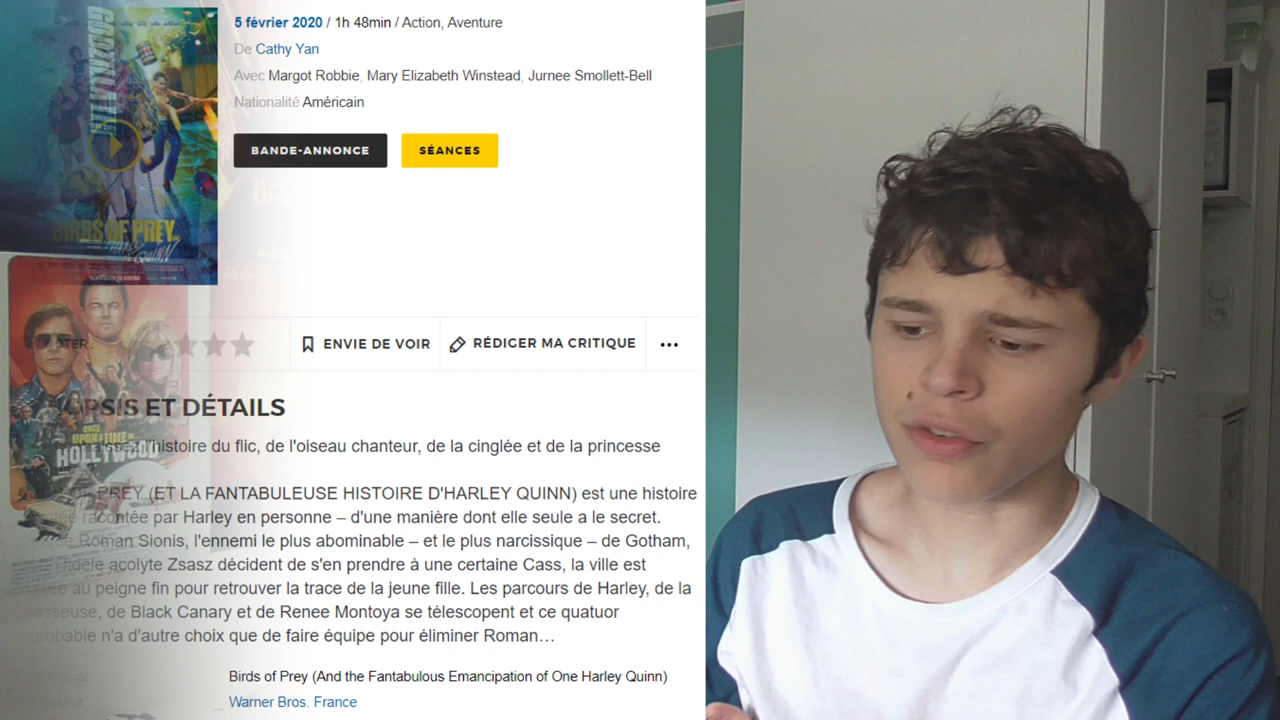 5 février 2020 / 1h 48min / Action, Aventure
De Cathy Yan
Avec Margot Robbie, Mary Elizabeth Winstead, Jurnee Smollett-Bell
Nationalité Américain
BANDE-ANNONCE
SÉANCES
BIRDS OF PREY
HARLEY QUINN
ENVIE DE VOIR
RÉDIGER MA CRITIQUE
ET DÉTAILS
l'histoire du flic, de l'oiseau chanteur, de la cinglée et de la princesse
ONCE
UPON A TIME IN
HOLLYWOOD
PREY (ET LA FANTABULEUSE HISTOIRE D'HARLEY QUINN) est une histoire
racontée par Harley en personne – d'une manière dont elle seule a le secret.
Roman Sionis, l'ennemi le plus abominable – et le plus narcissique – de Gotham,
fidèle acolyte Zsasz décident de s'en prendre à une certaine Cass, la ville est
au peigne fin pour retrouver la trace de la jeune fille. Les parcours de Harley, de la
de Black Canary et de Renee Montoya se télescopent et ce quatuor
n'a d'autre choix que de faire équipe pour éliminer Roman…
Birds of Prey (And the Fantabulous Emancipation of One Harley Quinn)
Warner Bros. France